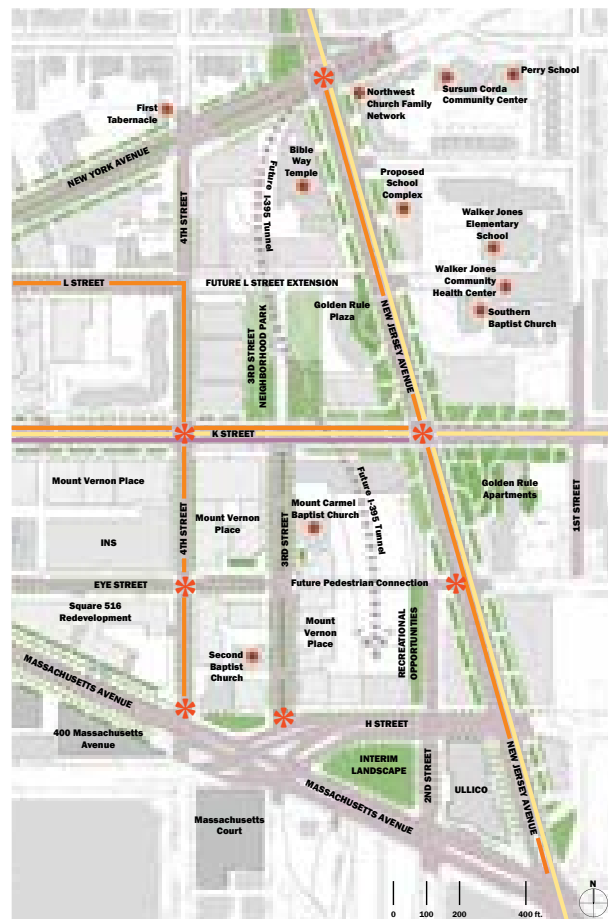 Perry School
Sursum Corda
Community Center
Northwest
Church Family
Network
First
Tabernacle
NEW YORK AVENUE
4TH STREET
Future I-395 Tunnel
Bible
Way
Temple
Proposed
School
Complex
Walker Jones
Elementary
School
Walker Jones
Community
Health Center
Southern
Baptist Church
L STREET
FUTURE L STREET EXTENSION
Golden Rule
Plaza
NEW JERSEY AVENUE
3RD STREET
NEIGHBORHOOD PARK
K STREET
Mount Vernon Place
INS
4TH STREET
Mount Vernon
Place
3RD STREET
Mount Carmel
Baptist Church
Future I-395 Tunnel
Golden Rule
Apartments
1ST STREET
EYE STREET
Future Pedestrian Connection
Square 516
Redevelopment
Second
Baptist
Church
Mount
Vernon
Place
RECREATIONAL
OPPORTUNITIES
MASSACHUSETTS AVENUE
400 Massachusetts
Avenue
H STREET
INTERIM
LANDSCAPE
2ND STREET
ULLICO
NEW JERSEY AVENUE
MASSACHUSETTS AVENUE
Massachusetts
Court
N
0 100 200 400 ft.